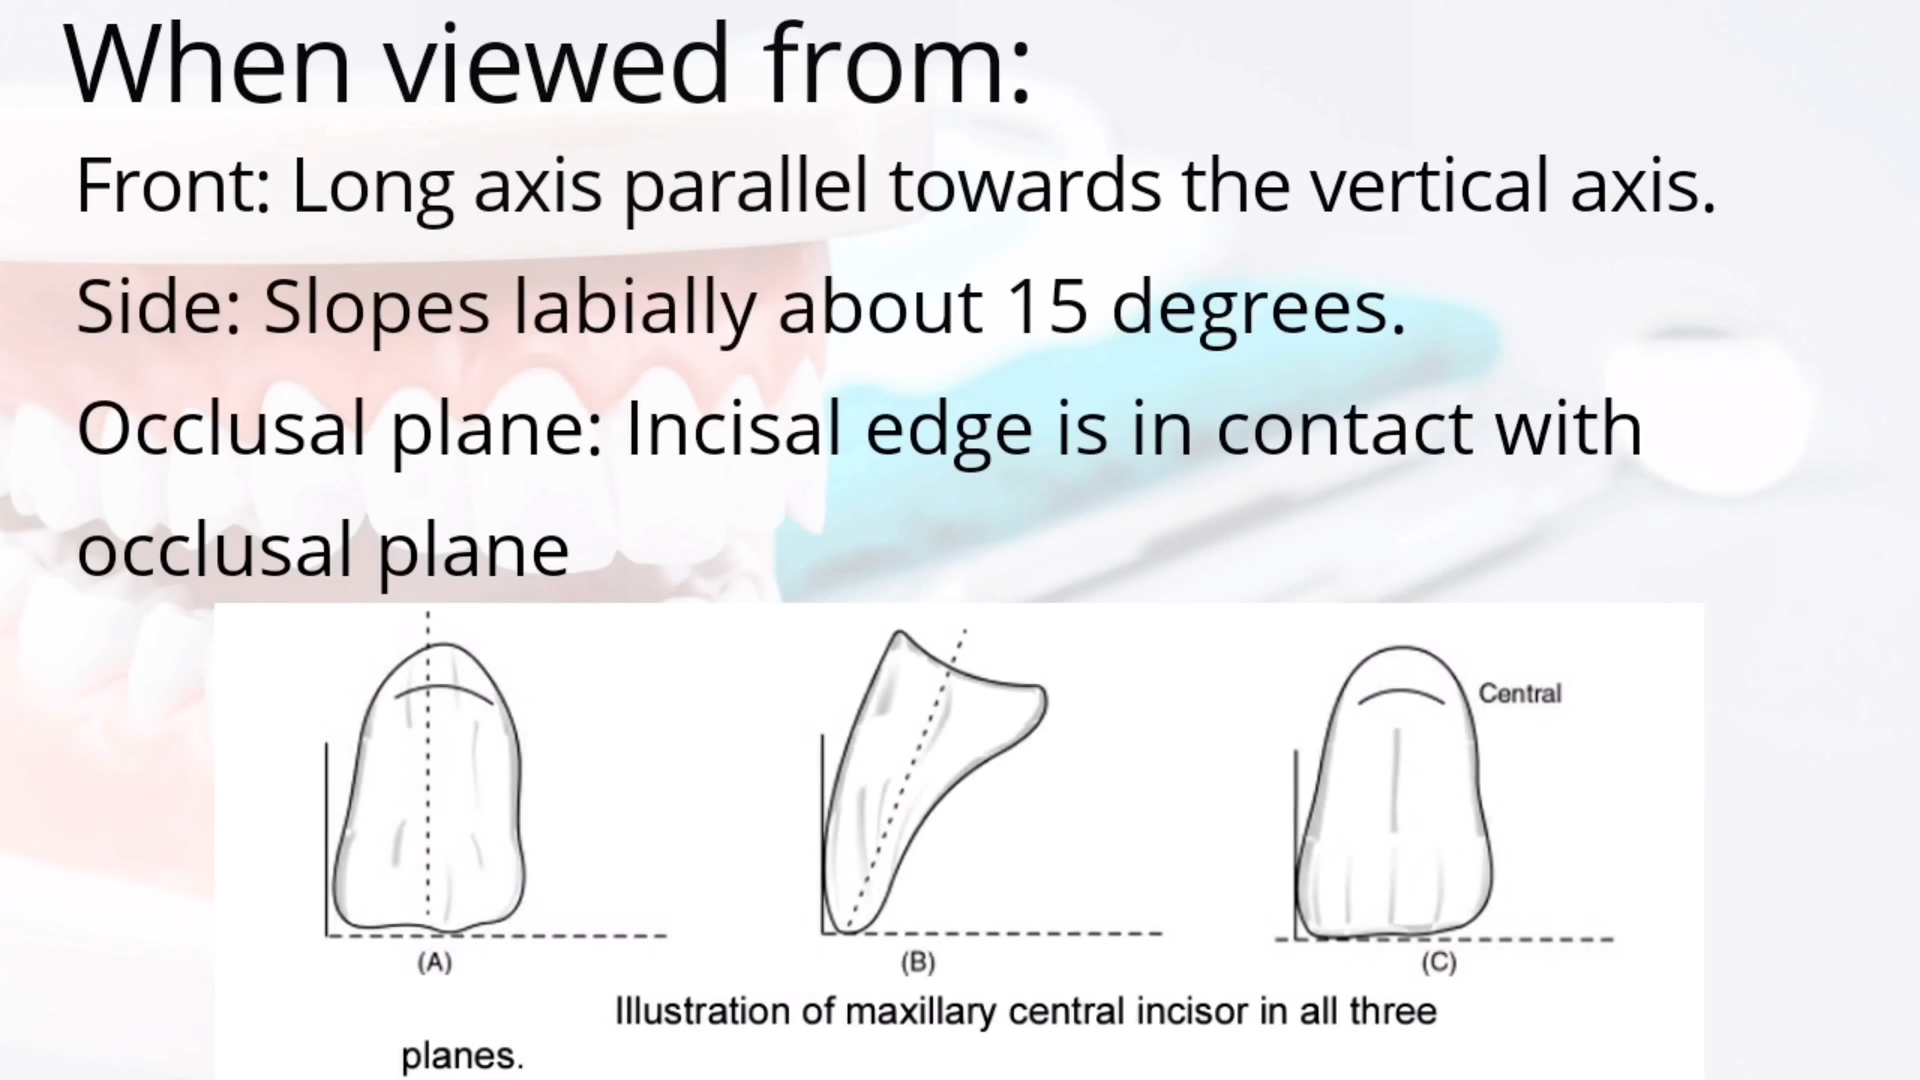 When viewed from:
Front: Long axis parallel towards the vertical axis.
Side: Slopes labially about 15 degrees.
Occlusal plane: Incisal edge is in contact with
occlusal plane
Central
(A)
(B)
(C)
Illustration of maxillary central incisor in all three
planes.